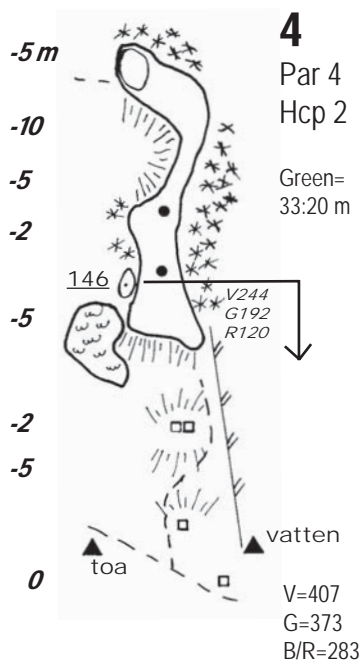 4
Par 4
Hcp 2
Green=
33:20 m
-5 m
-10
-5
-2
146
V244
G192
R120
-5
-2
-5
vatten
toa
0
V=407
G=373
B/R=283